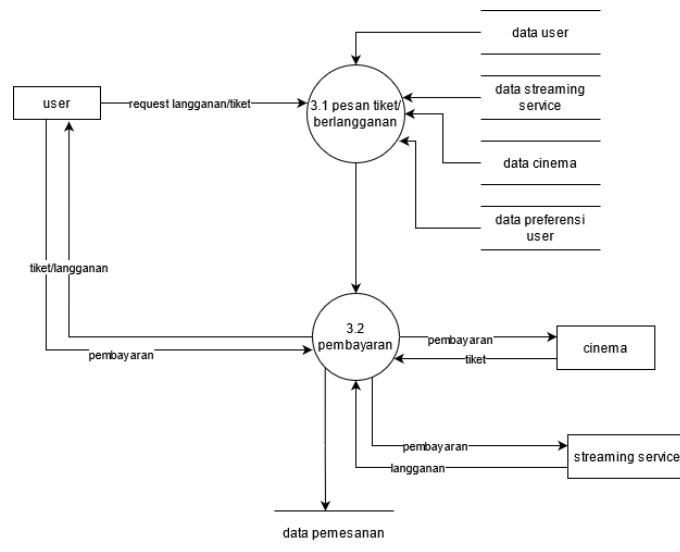 data user
data streaming
service
user
request langganan/tiket
3.1 pesan tiket/
berlangganan
data cinema
data preferensi
user
tiket/langganan
3.2
pembayaran
pembayaran
cinema
pembayaran
tiket
pembayaran
streaming service
langganan
data pemesanan